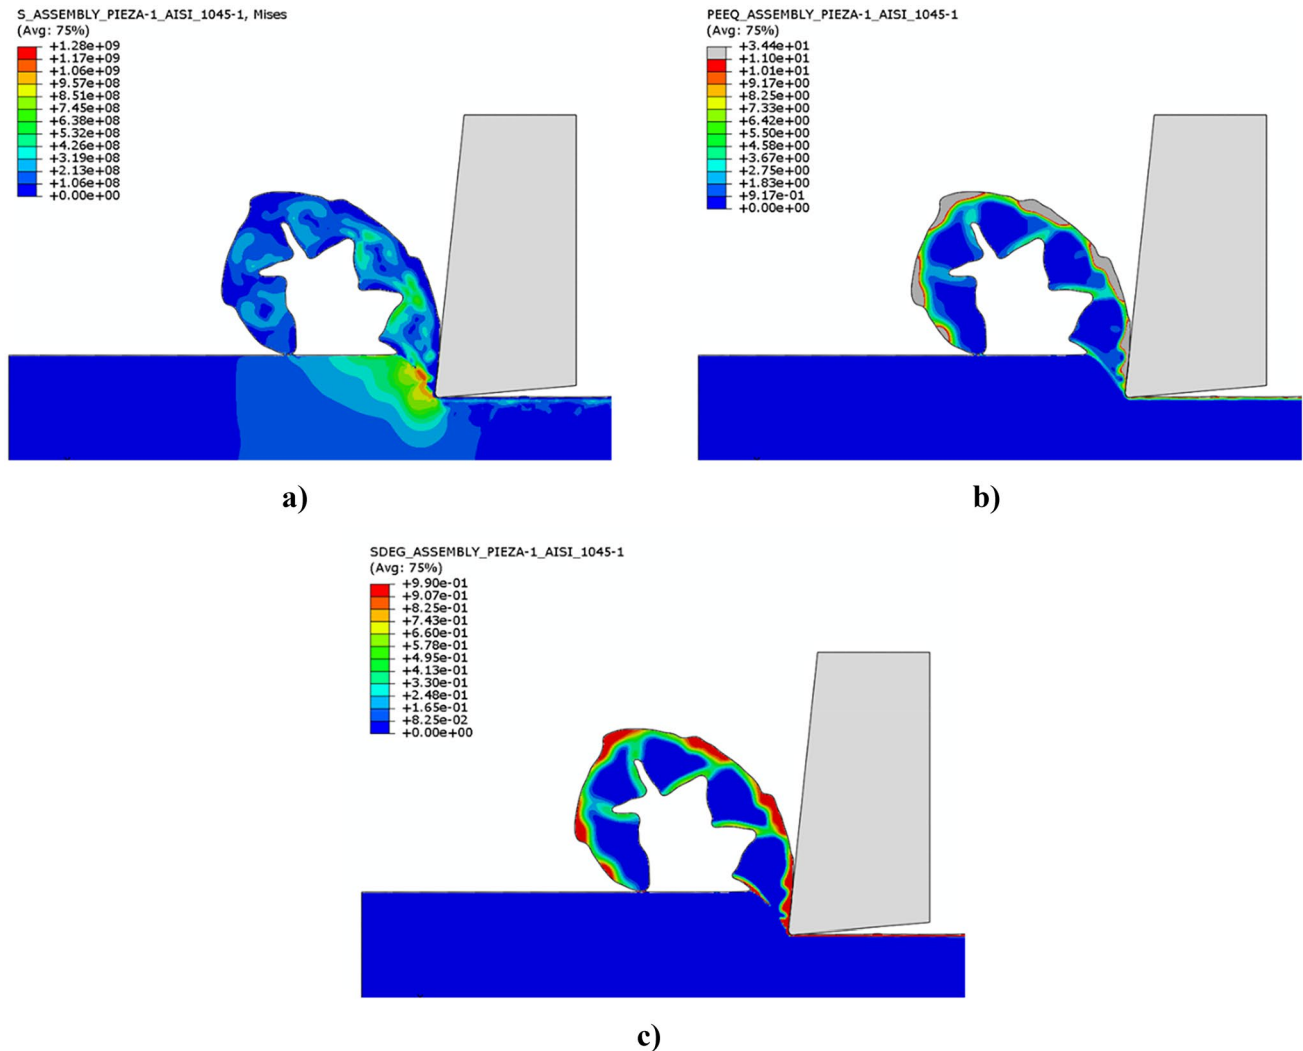 S_ASSEMBLY_PIEZA-1_AISI_1045-1, Mises
(Avg: 75%)
+1.28e+09
+1.17e+09
+1.06e+09
+9.57e+08
+8.51e+08
+7.45e+08
+6.38e+08
+5.32e+08
+4.26e+08
+3.19e+08
+2.13e+08
+1.06e+08
+0.00e+00
a)
PEEQ_ASSEMBLY_PIEZA-1_AISI_1045-1
(Avg: 75%)
+3.44e+01
+1.10e+01
+1.01e+01
+9.17e+00
+8.25e+00
+7.33e+00
+6.42e+00
+5.50e+00
+4.58e+00
+3.67e+00
+2.75e+00
+1.83e+00
+9.17e-01
+0.00e+00
b)
SDEG_ASSEMBLY_PIEZA-1_AISI_1045-1
(Avg: 75%)
+9.90e-01
+9.07e-01
+8.25e-01
+7.43e-01
+6.60e-01
+5.78e-01
+4.95e-01
+4.13e-01
+3.30e-01
+2.48e-01
+1.65e-01
+8.25e-02
+0.00e+00
c)